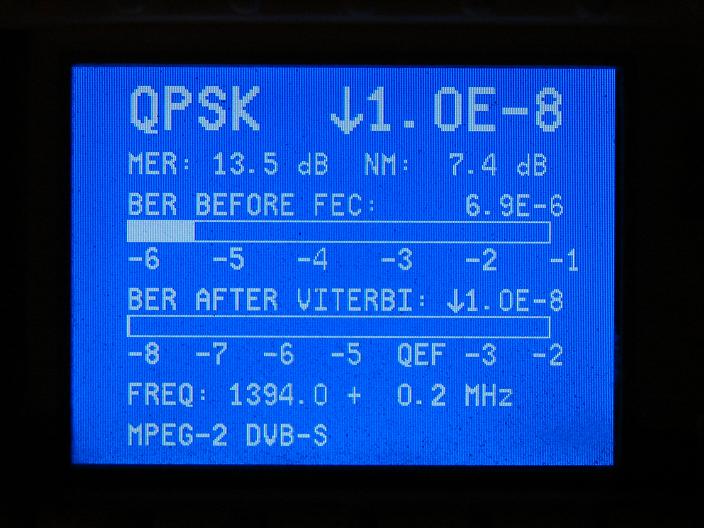 QPSK ↓1.0E-8
MER: 13.5 dB NM: 7.4 dB
BER BEFORE FEC: 6.9E-6
-6 -5 -4 -3 -2 -1
BER AFTER VITERBI: ↓1.0E-8
-8 -7 -6 -5 QEF -3 -2
FREQ: 1394.0 + 0.2 MHz
MPEG-2 DVB-S